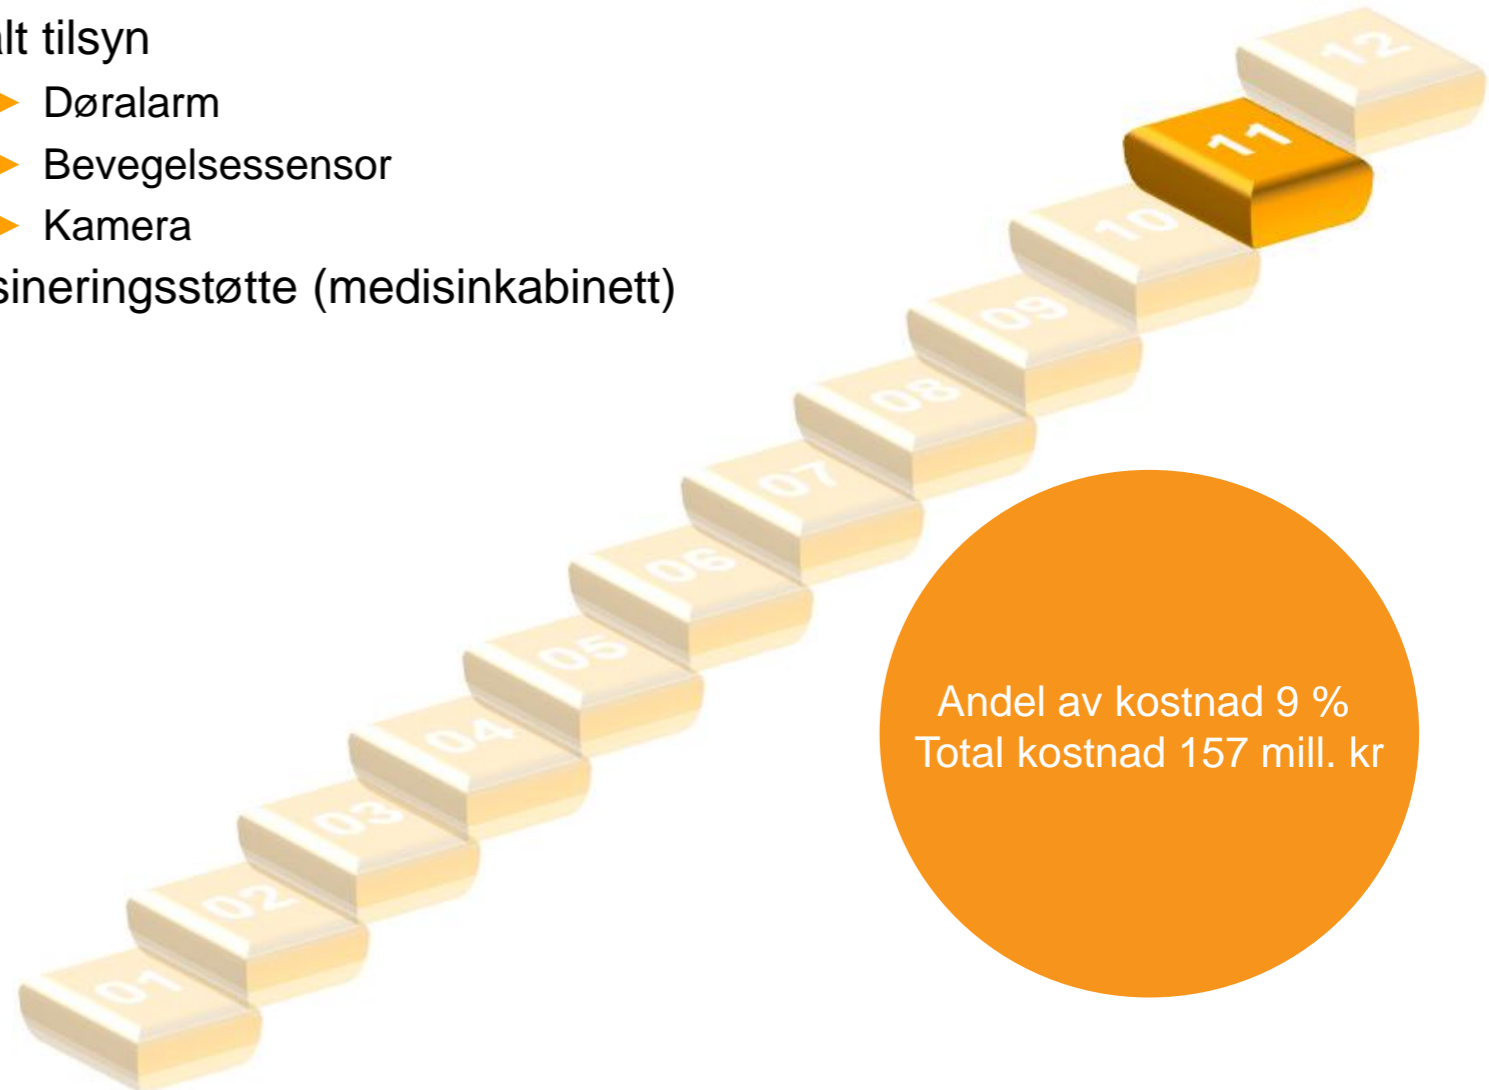 alt tilsyn
Døralarm
Bevegelsessensor
Kamera
sineringsstøtte (medisinkabinett)
12
11
10
09
08
07
06
05
04
03
02
01
Andel av kostnad 9 %
Total kostnad 157 mill. kr